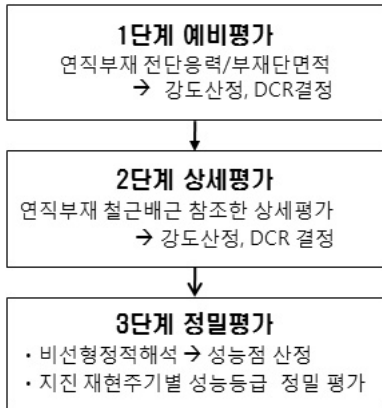 1단계 예비평가
연직부재 전단응력/부재단면적
→ 강도산정, DCR결정
2단계 상세평가
연직부재 철근배근 참조한 상세평가
→ 강도산정, DCR 결정
3단계 정밀평가
· 비선형정적해석 → 성능점 산정
· 지진 재현주기별 성능등급 정밀 평가